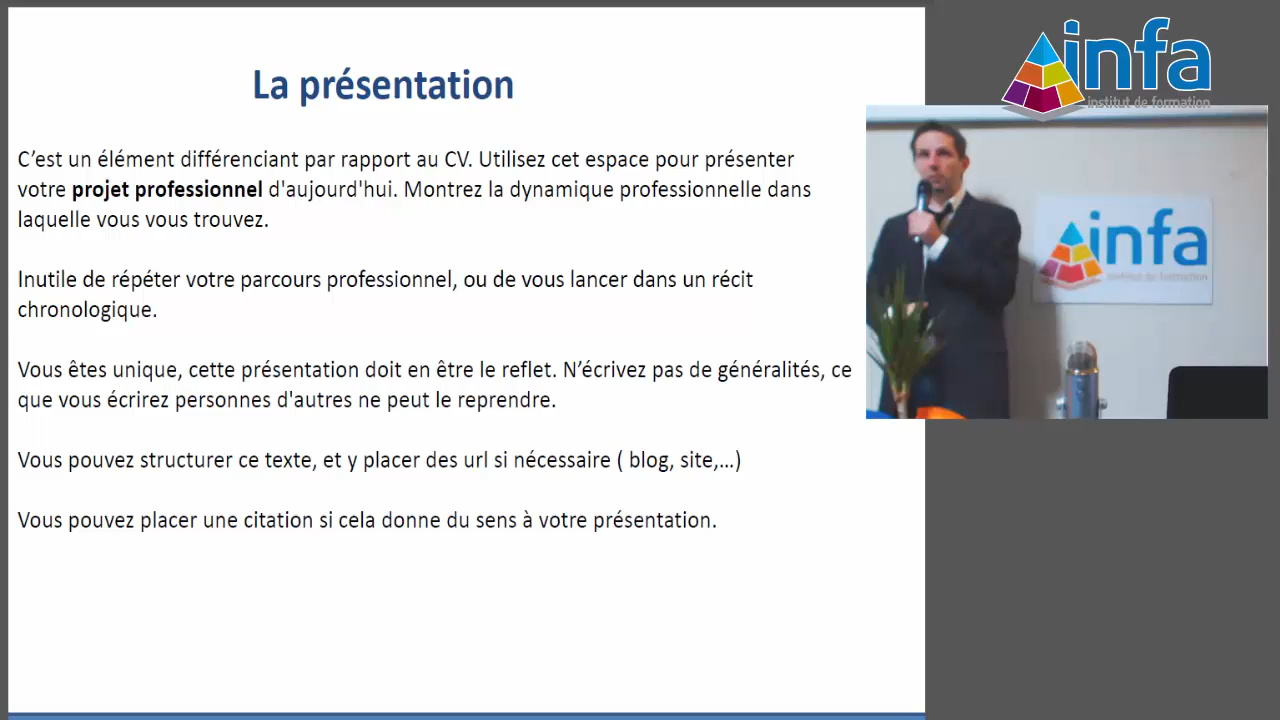 La présentation
C’est un élément différenciant par rapport au CV. Utilisez cet espace pour présenter
votre projet professionnel d'aujourd'hui. Montrez la dynamique professionnelle dans
laquelle vous vous trouvez.
Inutile de répéter votre parcours professionnel, ou de vous lancer dans un récit
chronologique.
Vous êtes unique, cette présentation doit en être le reflet. N’écrivez pas de généralités, ce
que vous écrirez personnes d'autres ne peut le reprendre.
Vous pouvez structurer ce texte, et y placer des url si nécessaire ( blog, site,...)
Vous pouvez placer une citation si cela donne du sens à votre présentation.
infa
institut de formation
infa
institut de formation